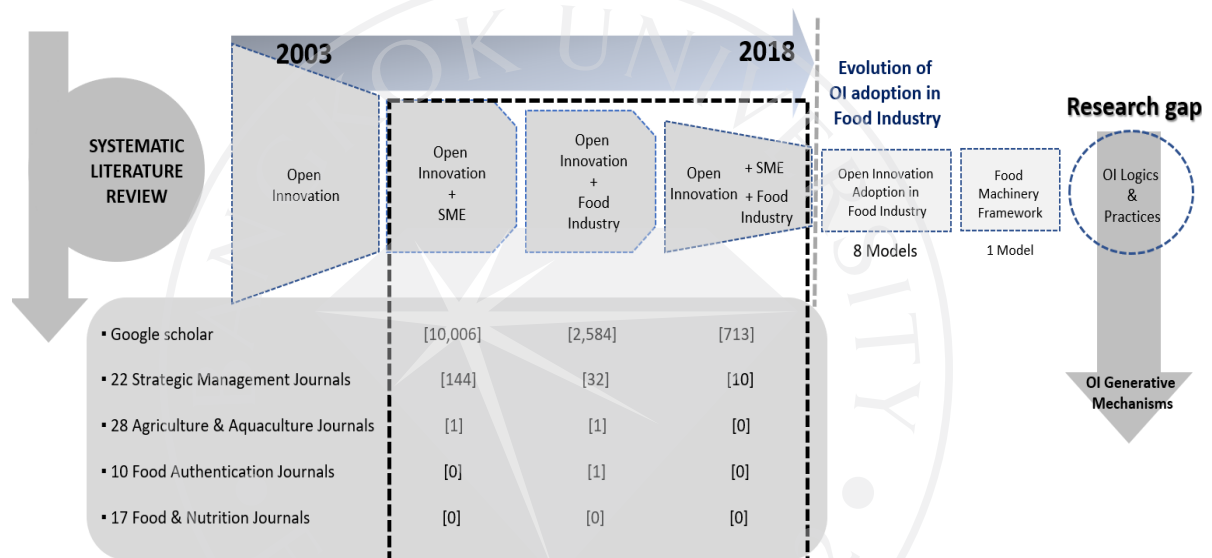 2003
2018
SYSTEMATIC
LITERATURE
REVIEW
Open
Innovation
Open
Innovation
+
SME
Open
Innovation
+
Food
Industry
Open
Innovation
+ SME
+ Food
Industry
Evolution of
OI adoption in
Food Industry
Open Innovation
Adoption in
Food Industry
8 Models
Food
Machinery
Framework
1 Model
Research gap
OI Logics
&
Practices
OI Generative
Mechanisms
▪ Google scholar [10,006] [2,584] [713]
▪ 22 Strategic Management Journals [144] [32] [10]
▪ 28 Agriculture & Aquaculture Journals [1] [1] [0]
▪ 10 Food Authentication Journals [0] [1] [0]
▪ 17 Food & Nutrition Journals [0] [0] [0]
UNIVERSITY